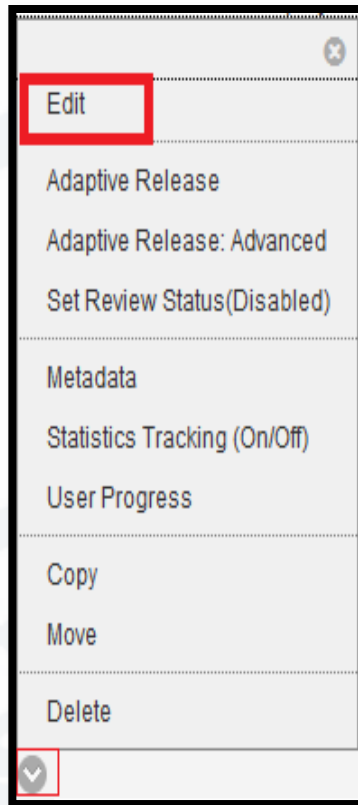 Edit
Adaptive Release
Adaptive Release: Advanced
Set Review Status(Disabled)
Metadata
Statistics Tracking (On/Off)
User Progress
Copy
Move
Delete